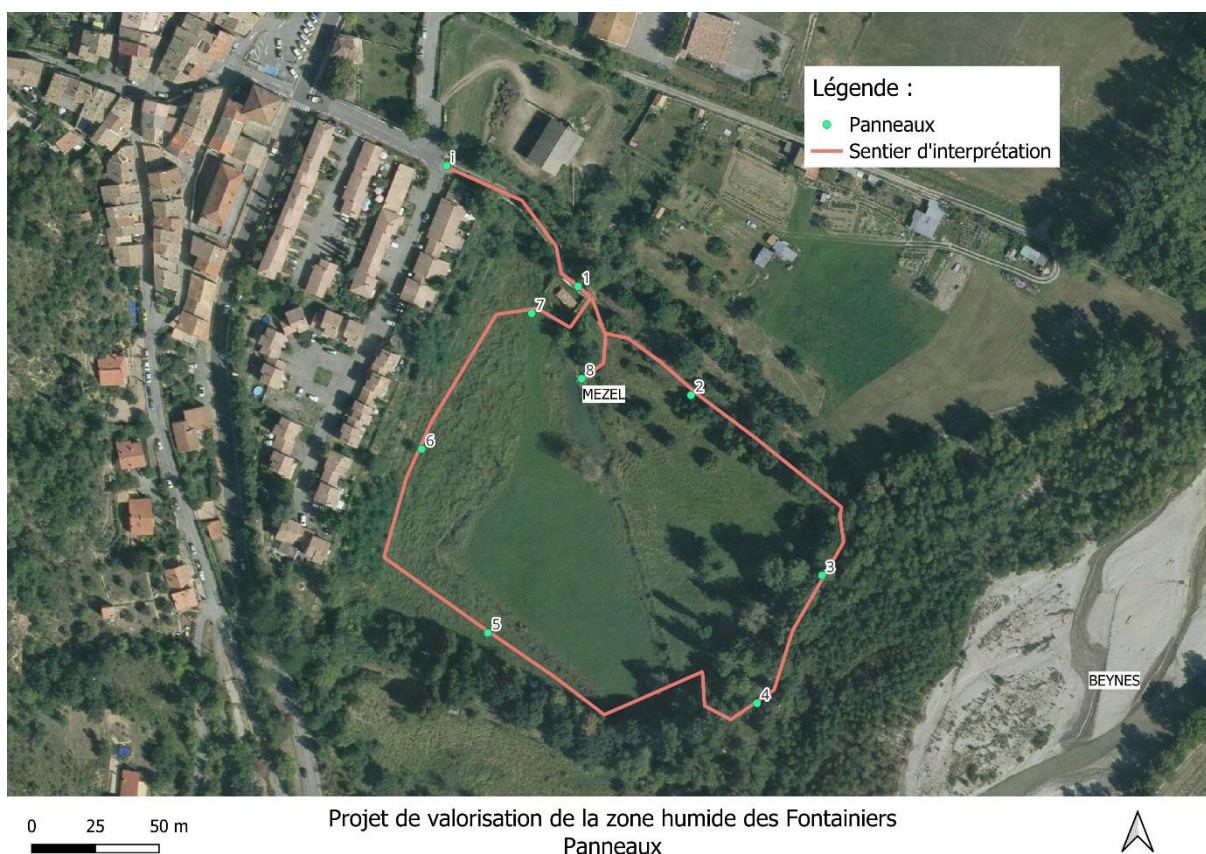 Légende :
Panneaux
Sentier d'interprétation
i
1
7
8
MEZEL
2
6
3
5
4
BEYNES
0 25 50 m
Projet de valorisation de la zone humide des Fontainiers
Panneaux